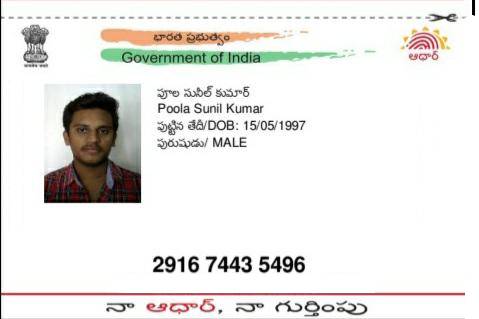 భారత ప్రభుత్వం
Government of India
ఆధార్
పూల సునీల్ కుమార్
Poola Sunil Kumar
పుట్టిన తేదీ/DOB: 15/05/1997
పురుషుడు/ MALE
2916 7443 5496
నా ఆధార్, నా గుర్తింపు